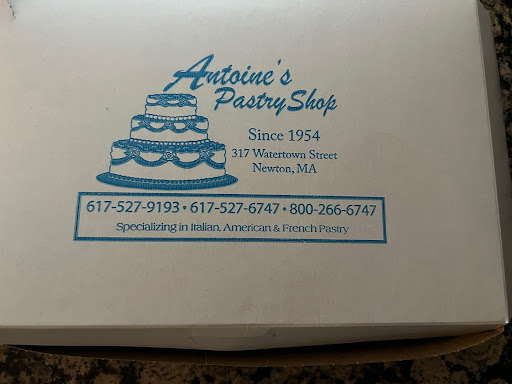 Antoine's
Pastry Shop
Since 1954
317 Watertown Street
Newton, MA
617-527-9193 • 617-527-6747 • 800-266-6747
Specializing in Italian, American & French Pastry